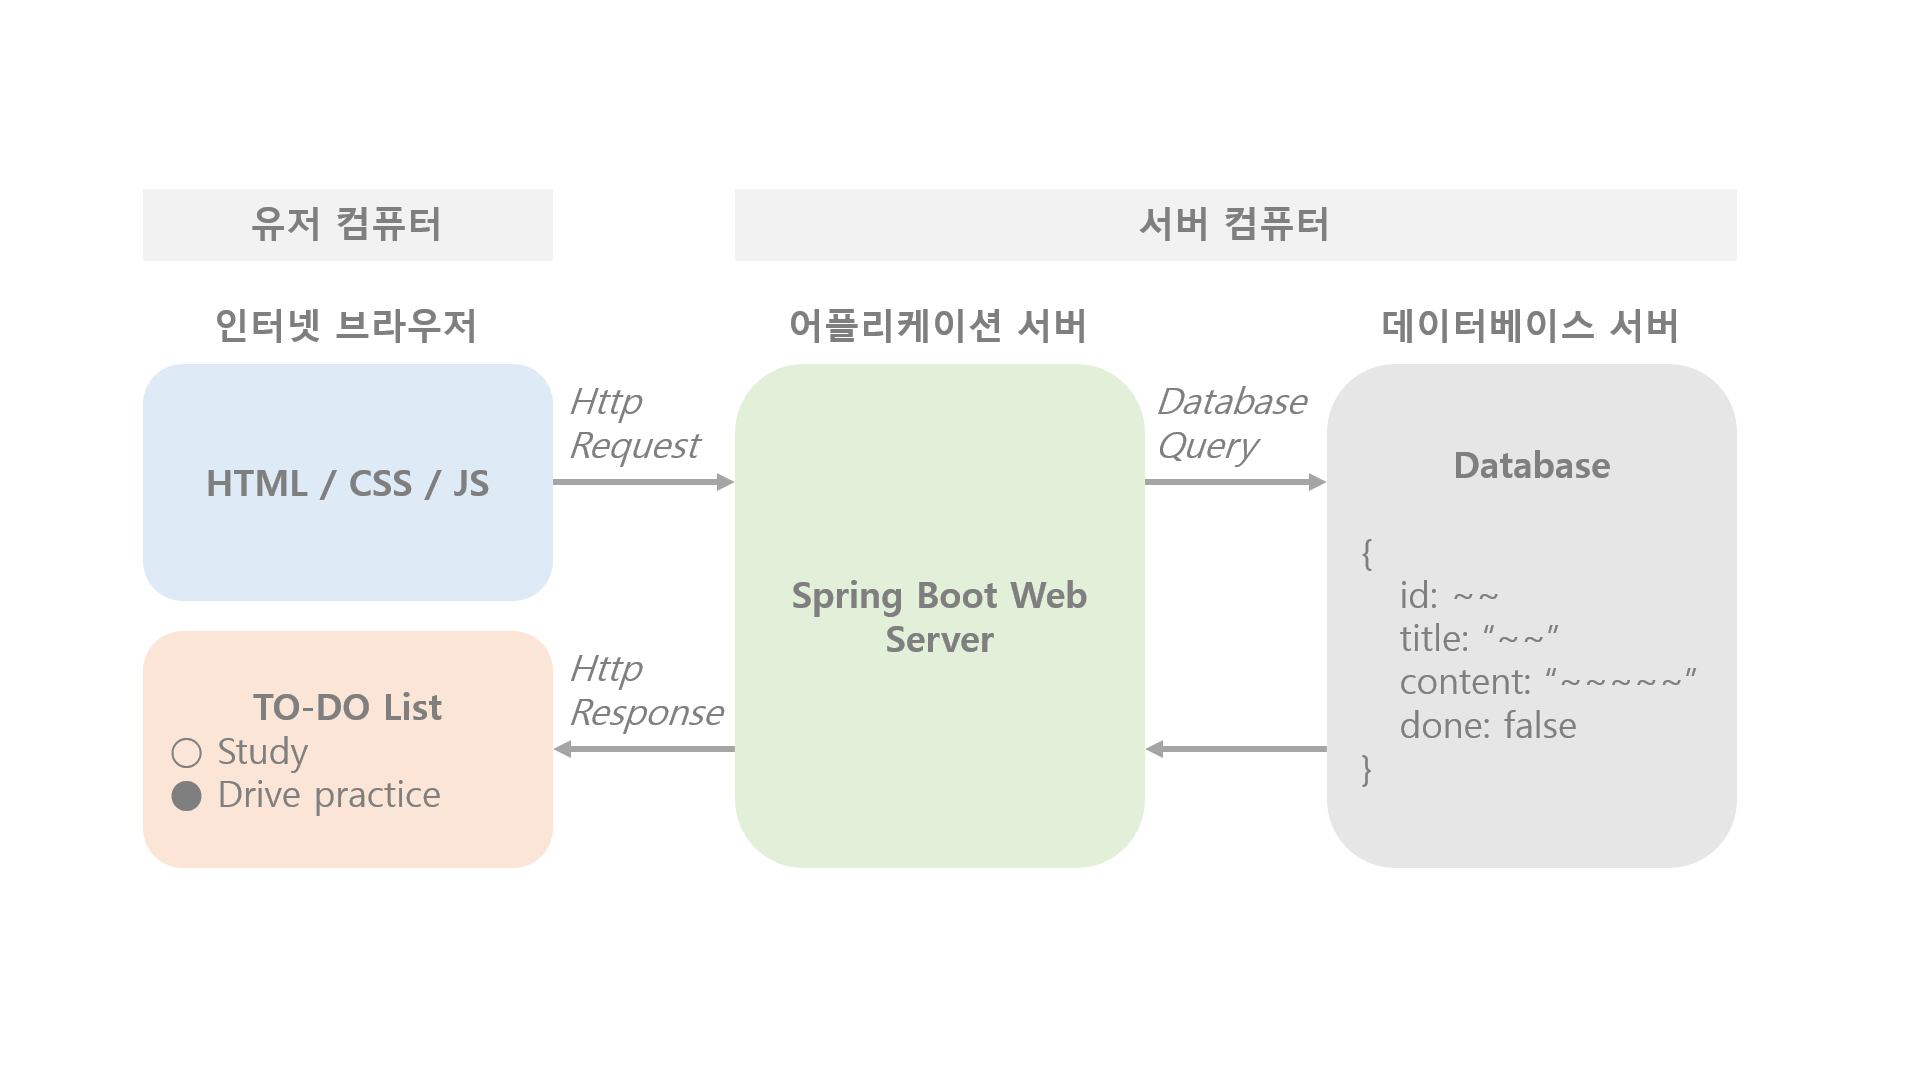 유저 컴퓨터
서버 컴퓨터
인터넷 브라우저
어플리케이션 서버
데이터베이스 서버
HTML / CSS / JS
Http
Request
Database
Query
Spring Boot Web
Server
Database
{
id: ~~
title: “~~”
content: “~~~~~”
done: false
}
TO-DO List
○ Study
● Drive practice
Http
Response